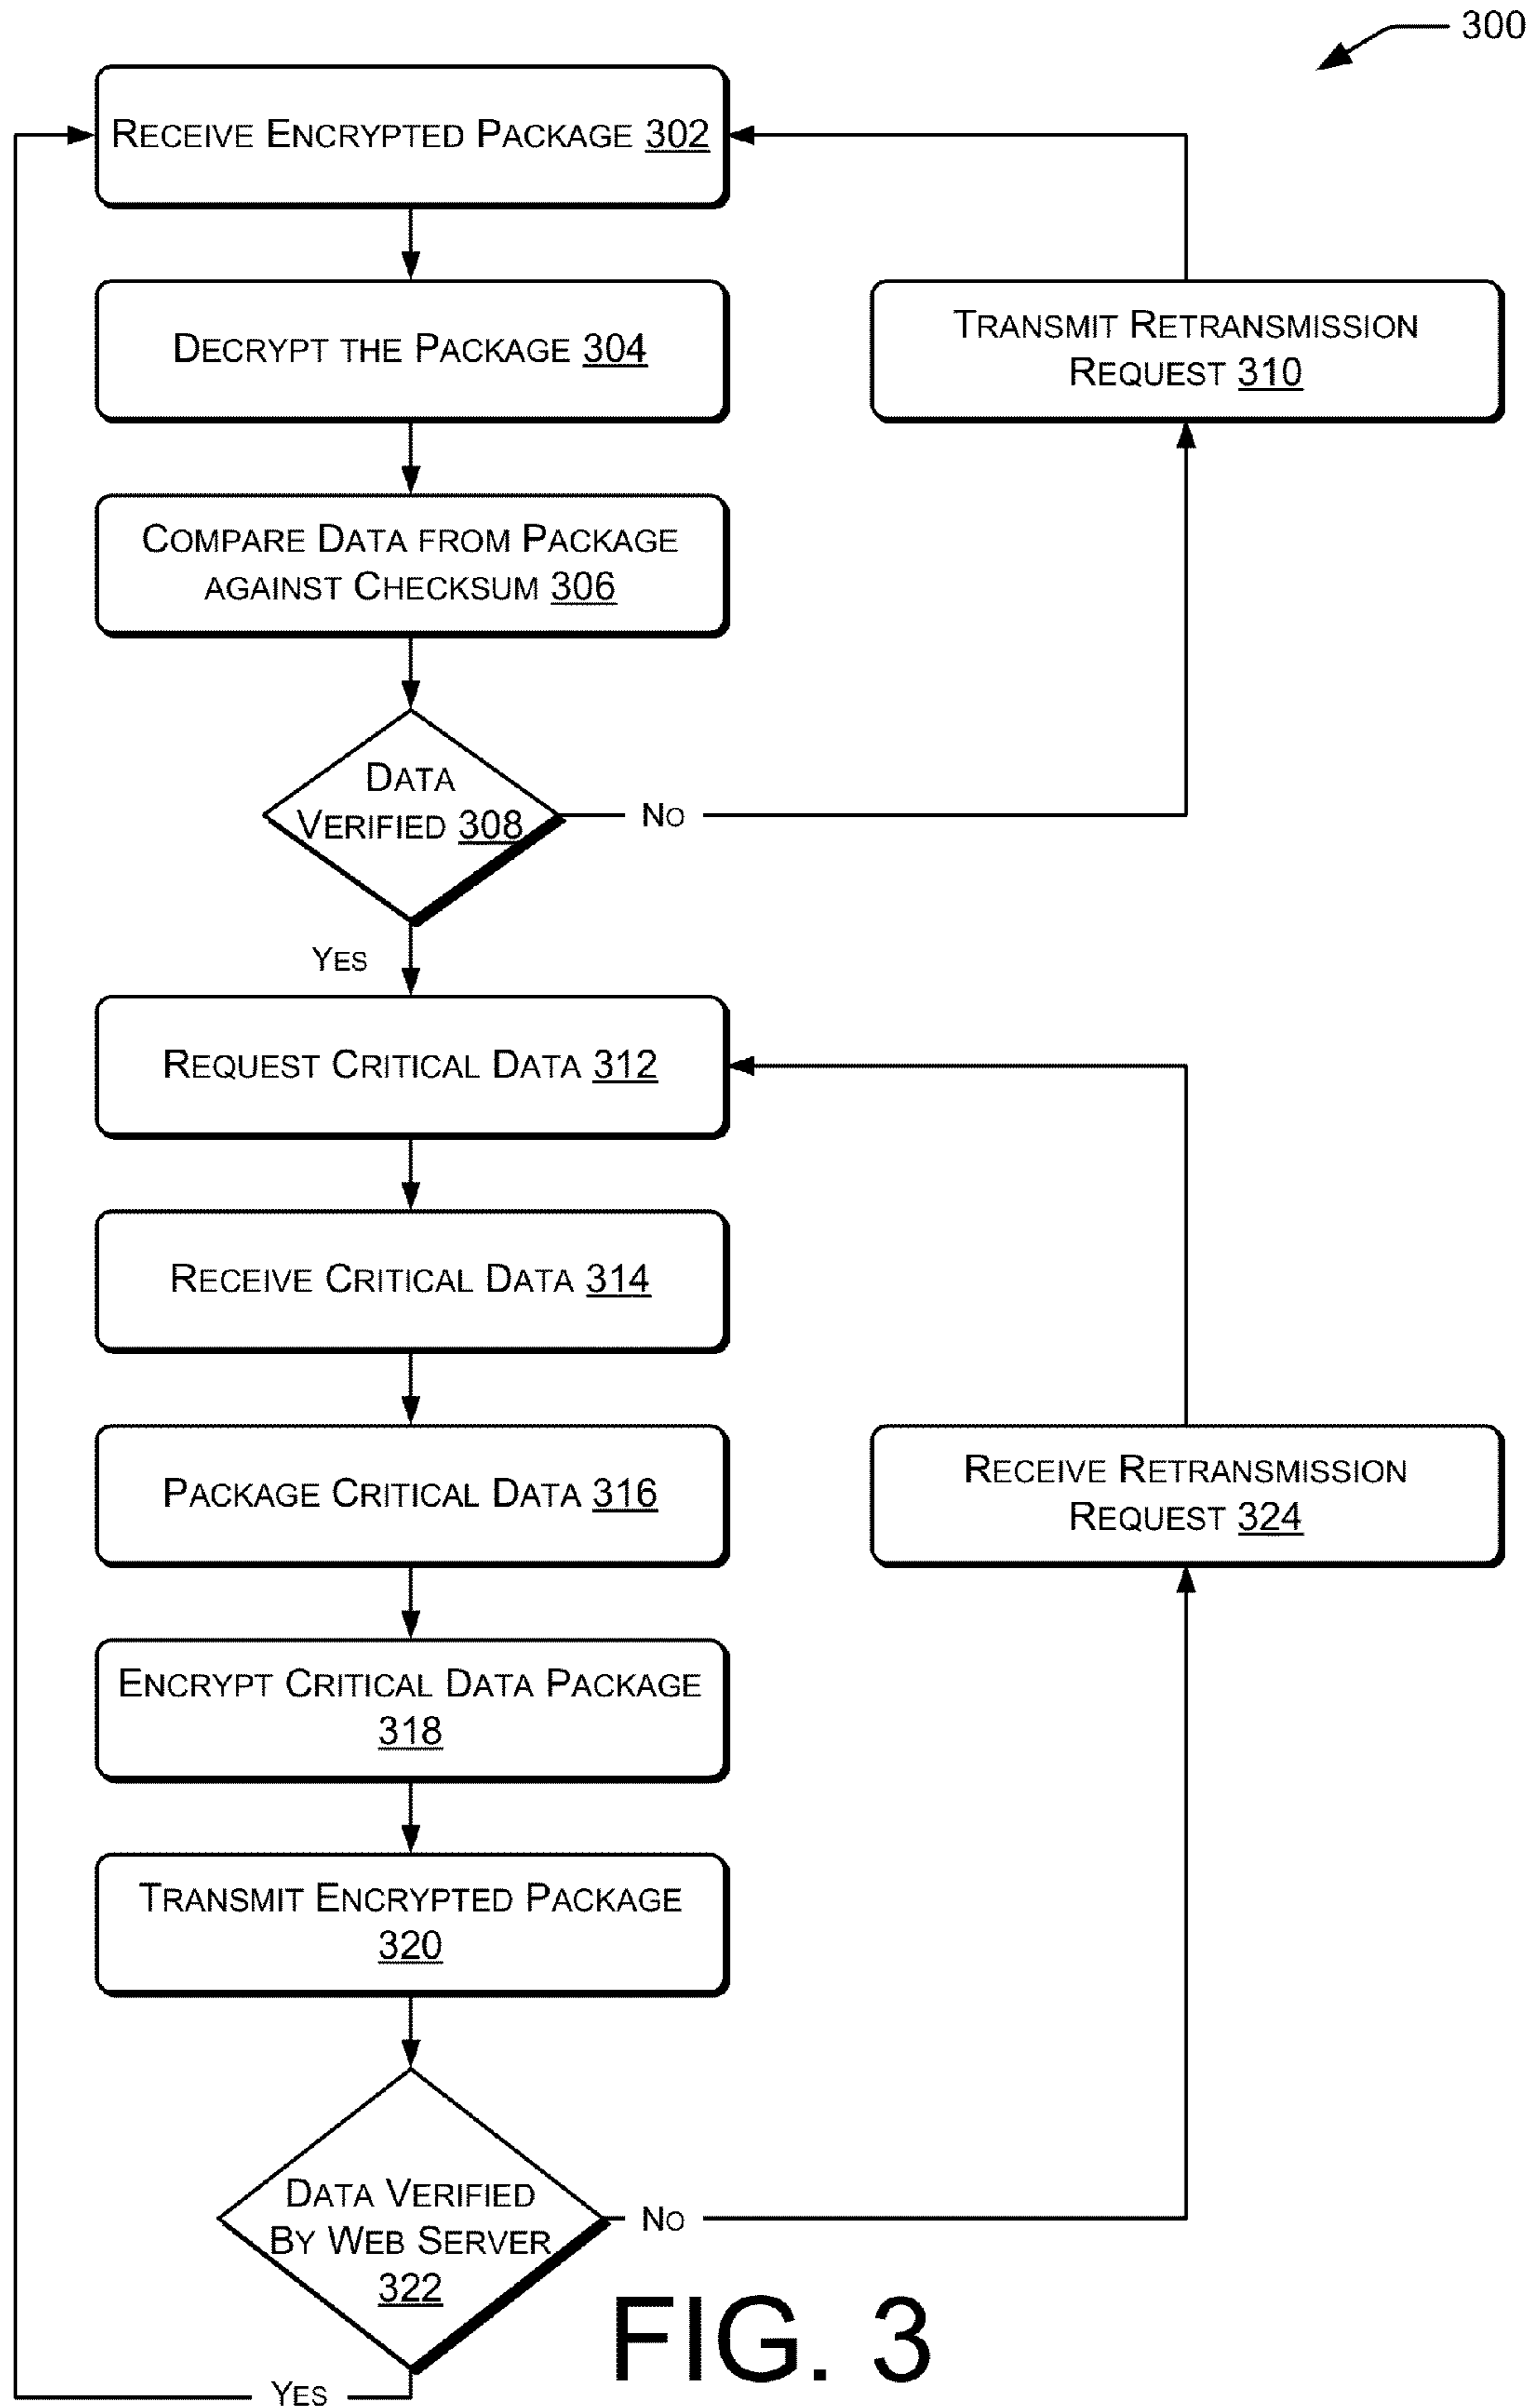 300
RECEIVE ENCRYPTED PACKAGE 302
DECRYPT THE PACKAGE 304
TRANSMIT RETRANSMISSION
REQUEST 310
COMPARE DATA FROM PACKAGE
AGAINST CHECKSUM 306
DATA
VERIFIED 308
NO
YES
REQUEST CRITICAL DATA 312
RECEIVE CRITICAL DATA 314
PACKAGE CRITICAL DATA 316
RECEIVE RETRANSMISSION
REQUEST 324
ENCRYPT CRITICAL DATA PACKAGE
318
TRANSMIT ENCRYPTED PACKAGE
320
DATA VERIFIED
BY WEB SERVER
322
NO
YES
FIG. 3